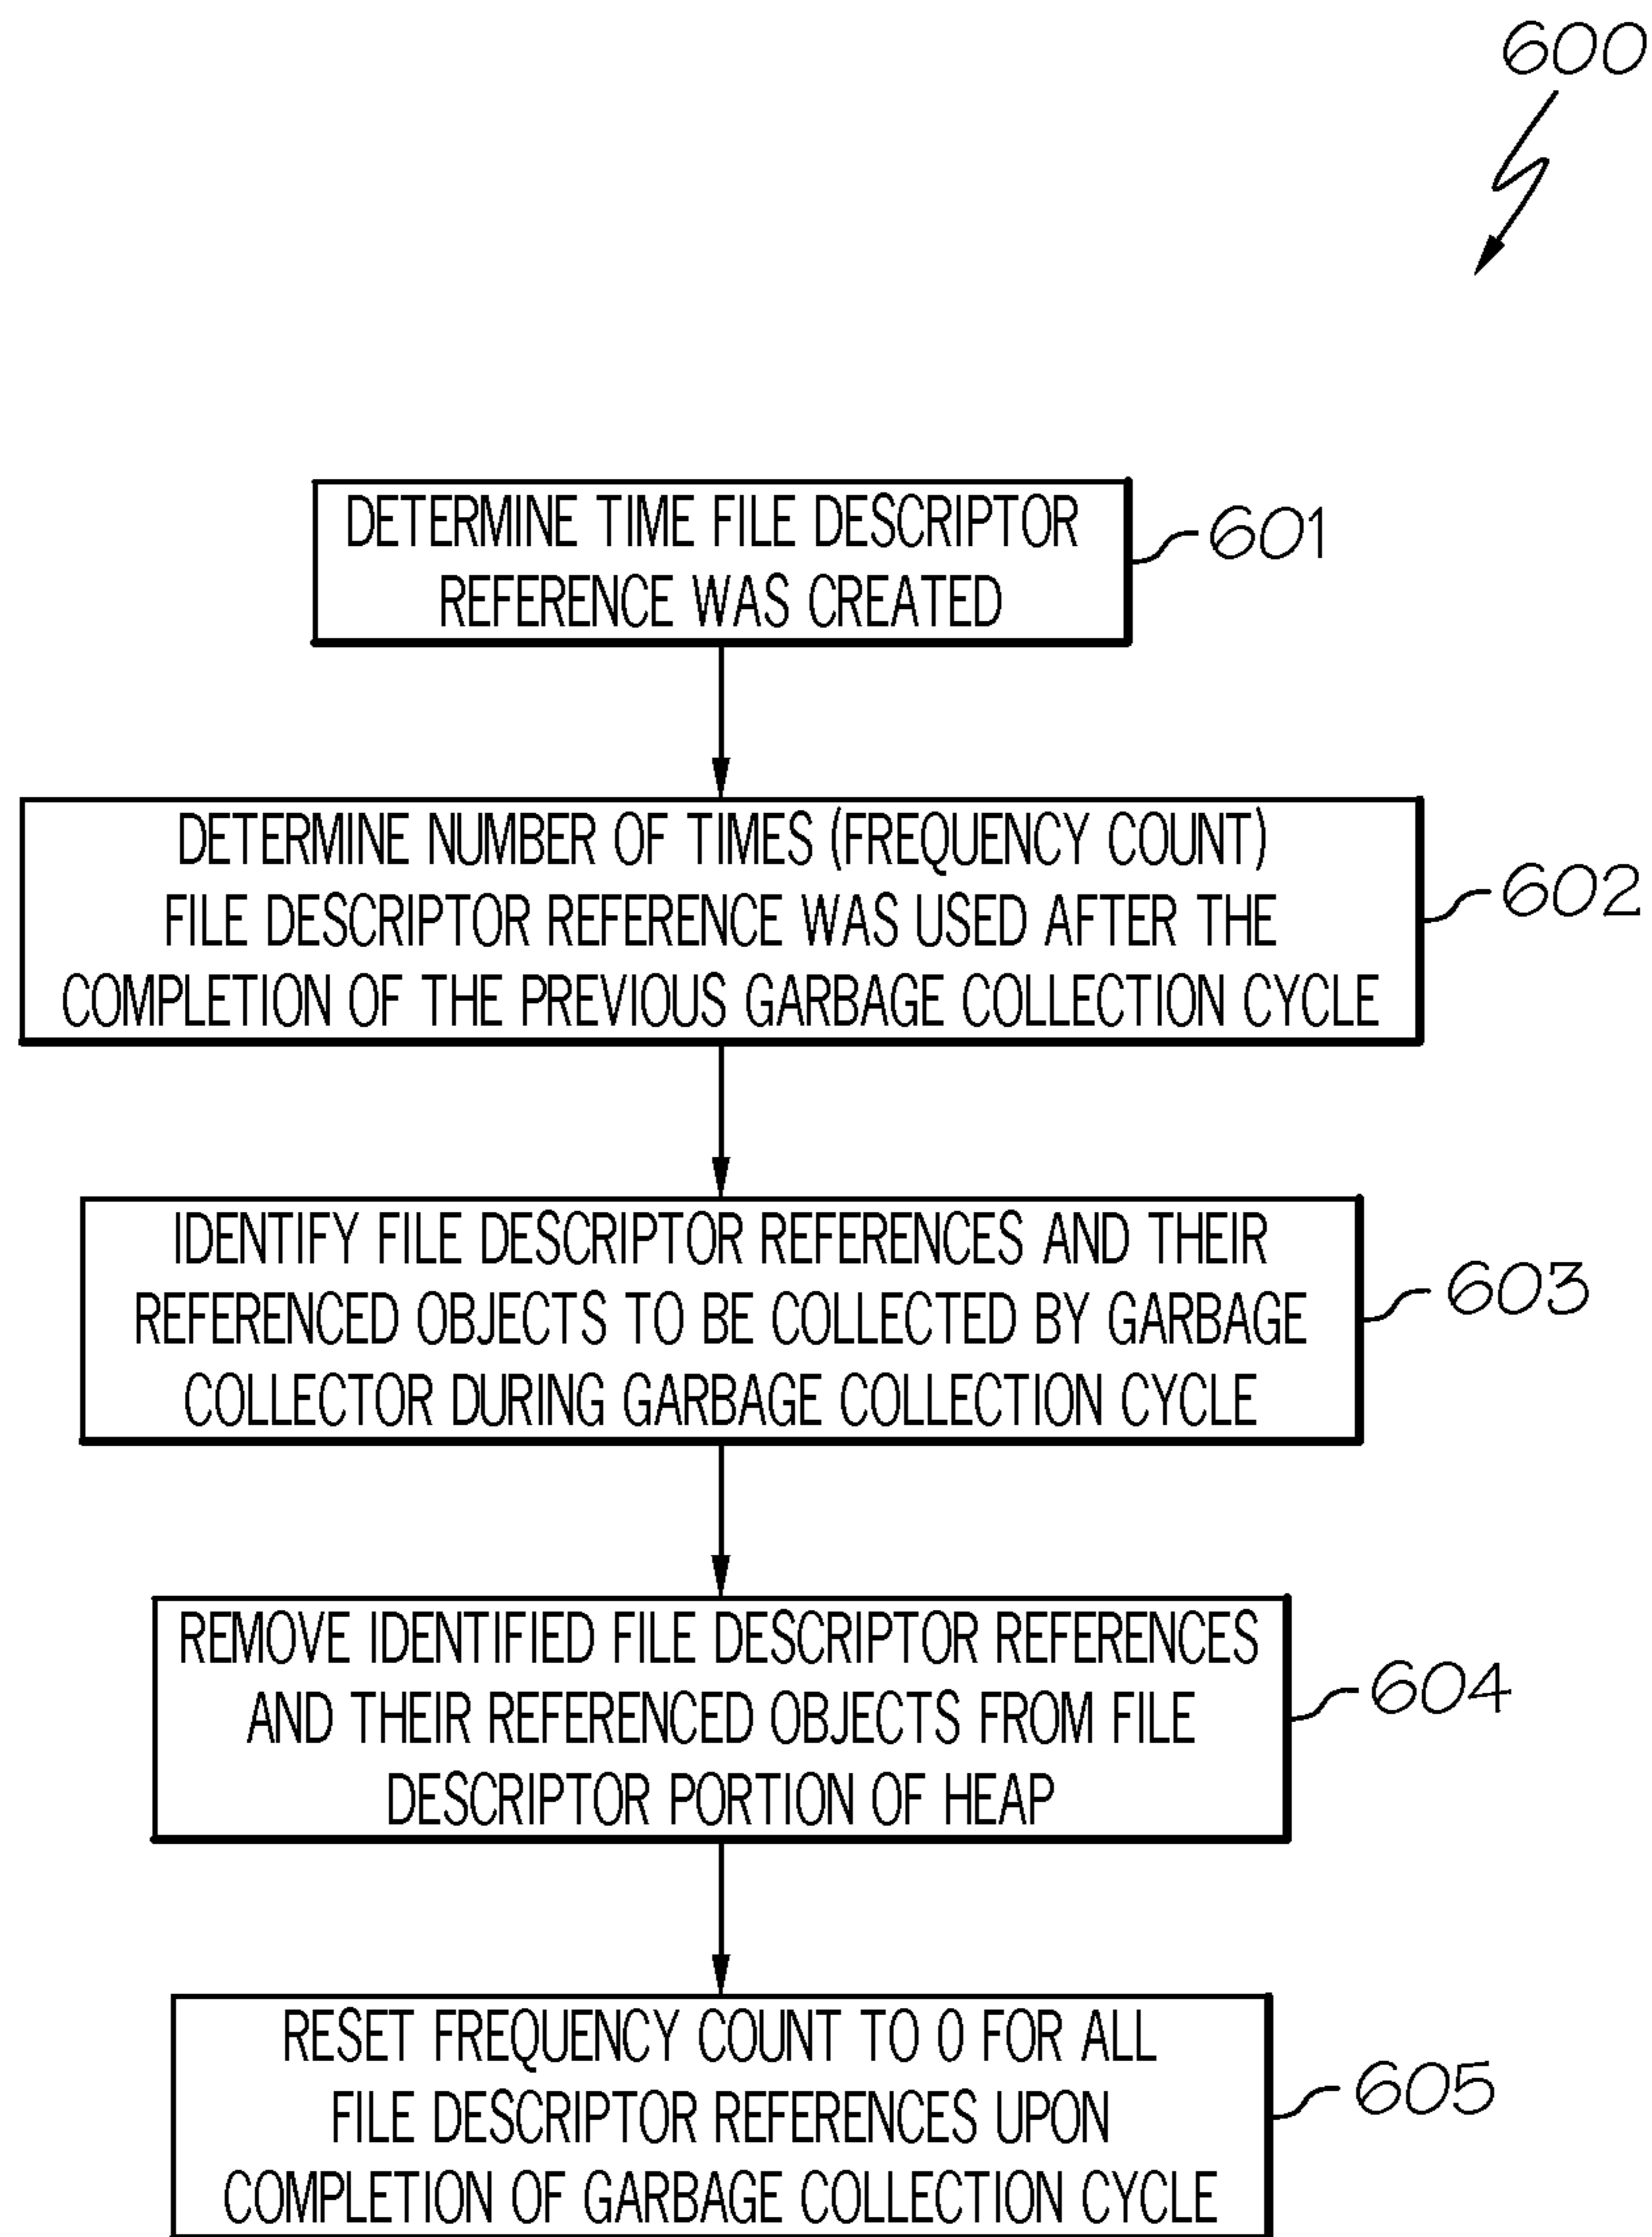 600
DETERMINE TIME FILE DESCRIPTOR
REFERENCE WAS CREATED
601
DETERMINE NUMBER OF TIMES (FREQUENCY COUNT)
FILE DESCRIPTOR REFERENCE WAS USED AFTER THE
COMPLETION OF THE PREVIOUS GARBAGE COLLECTION CYCLE
602
IDENTIFY FILE DESCRIPTOR REFERENCES AND THEIR
REFERENCED OBJECTS TO BE COLLECTED BY GARBAGE
COLLECTOR DURING GARBAGE COLLECTION CYCLE
603
REMOVE IDENTIFIED FILE DESCRIPTOR REFERENCES
AND THEIR REFERENCED OBJECTS FROM FILE
DESCRIPTOR PORTION OF HEAP
604
RESET FREQUENCY COUNT TO 0 FOR ALL
FILE DESCRIPTOR REFERENCES UPON
COMPLETION OF GARBAGE COLLECTION CYCLE
605